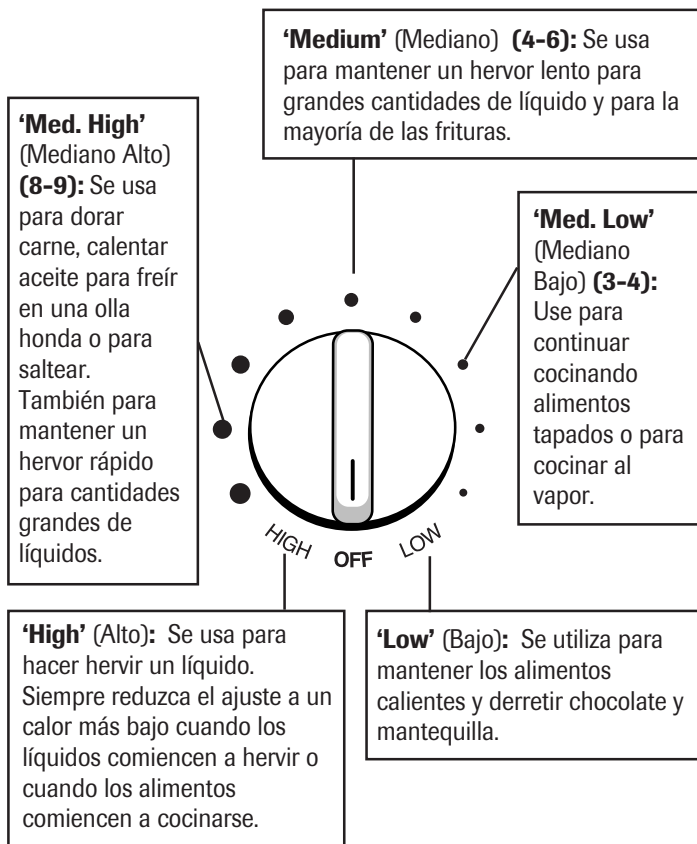 ‘Medium’ (Mediano) (4-6): Se usa
para mantener un hervor lento para
grandes cantidades de líquido y para la
mayoría de las frituras.
‘Med. High’
(Mediano Alto)
(8-9): Se usa
para dorar
carne, calentar
aceite para freír
en una olla
honda o para
saltear.
También para
mantener un
hervor rápido
para cantidades
grandes de
líquidos.
‘Med. Low’
(Mediano
Bajo) (3-4):
Use para
continuar
cocinando
alimentos
tapados o para
cocinar al
vapor.
HIGH
OFF
LOW
‘High’ (Alto): Se usa para
hacer hervir un líquido.
Siempre reduzca el ajuste a un
calor más bajo cuando los
líquidos comiencen a hervir o
cuando los alimentos
comiencen a cocinarse.
‘Low’ (Bajo): Se utiliza para
mantener los alimentos
calientes y derretir chocolate y
mantequilla.